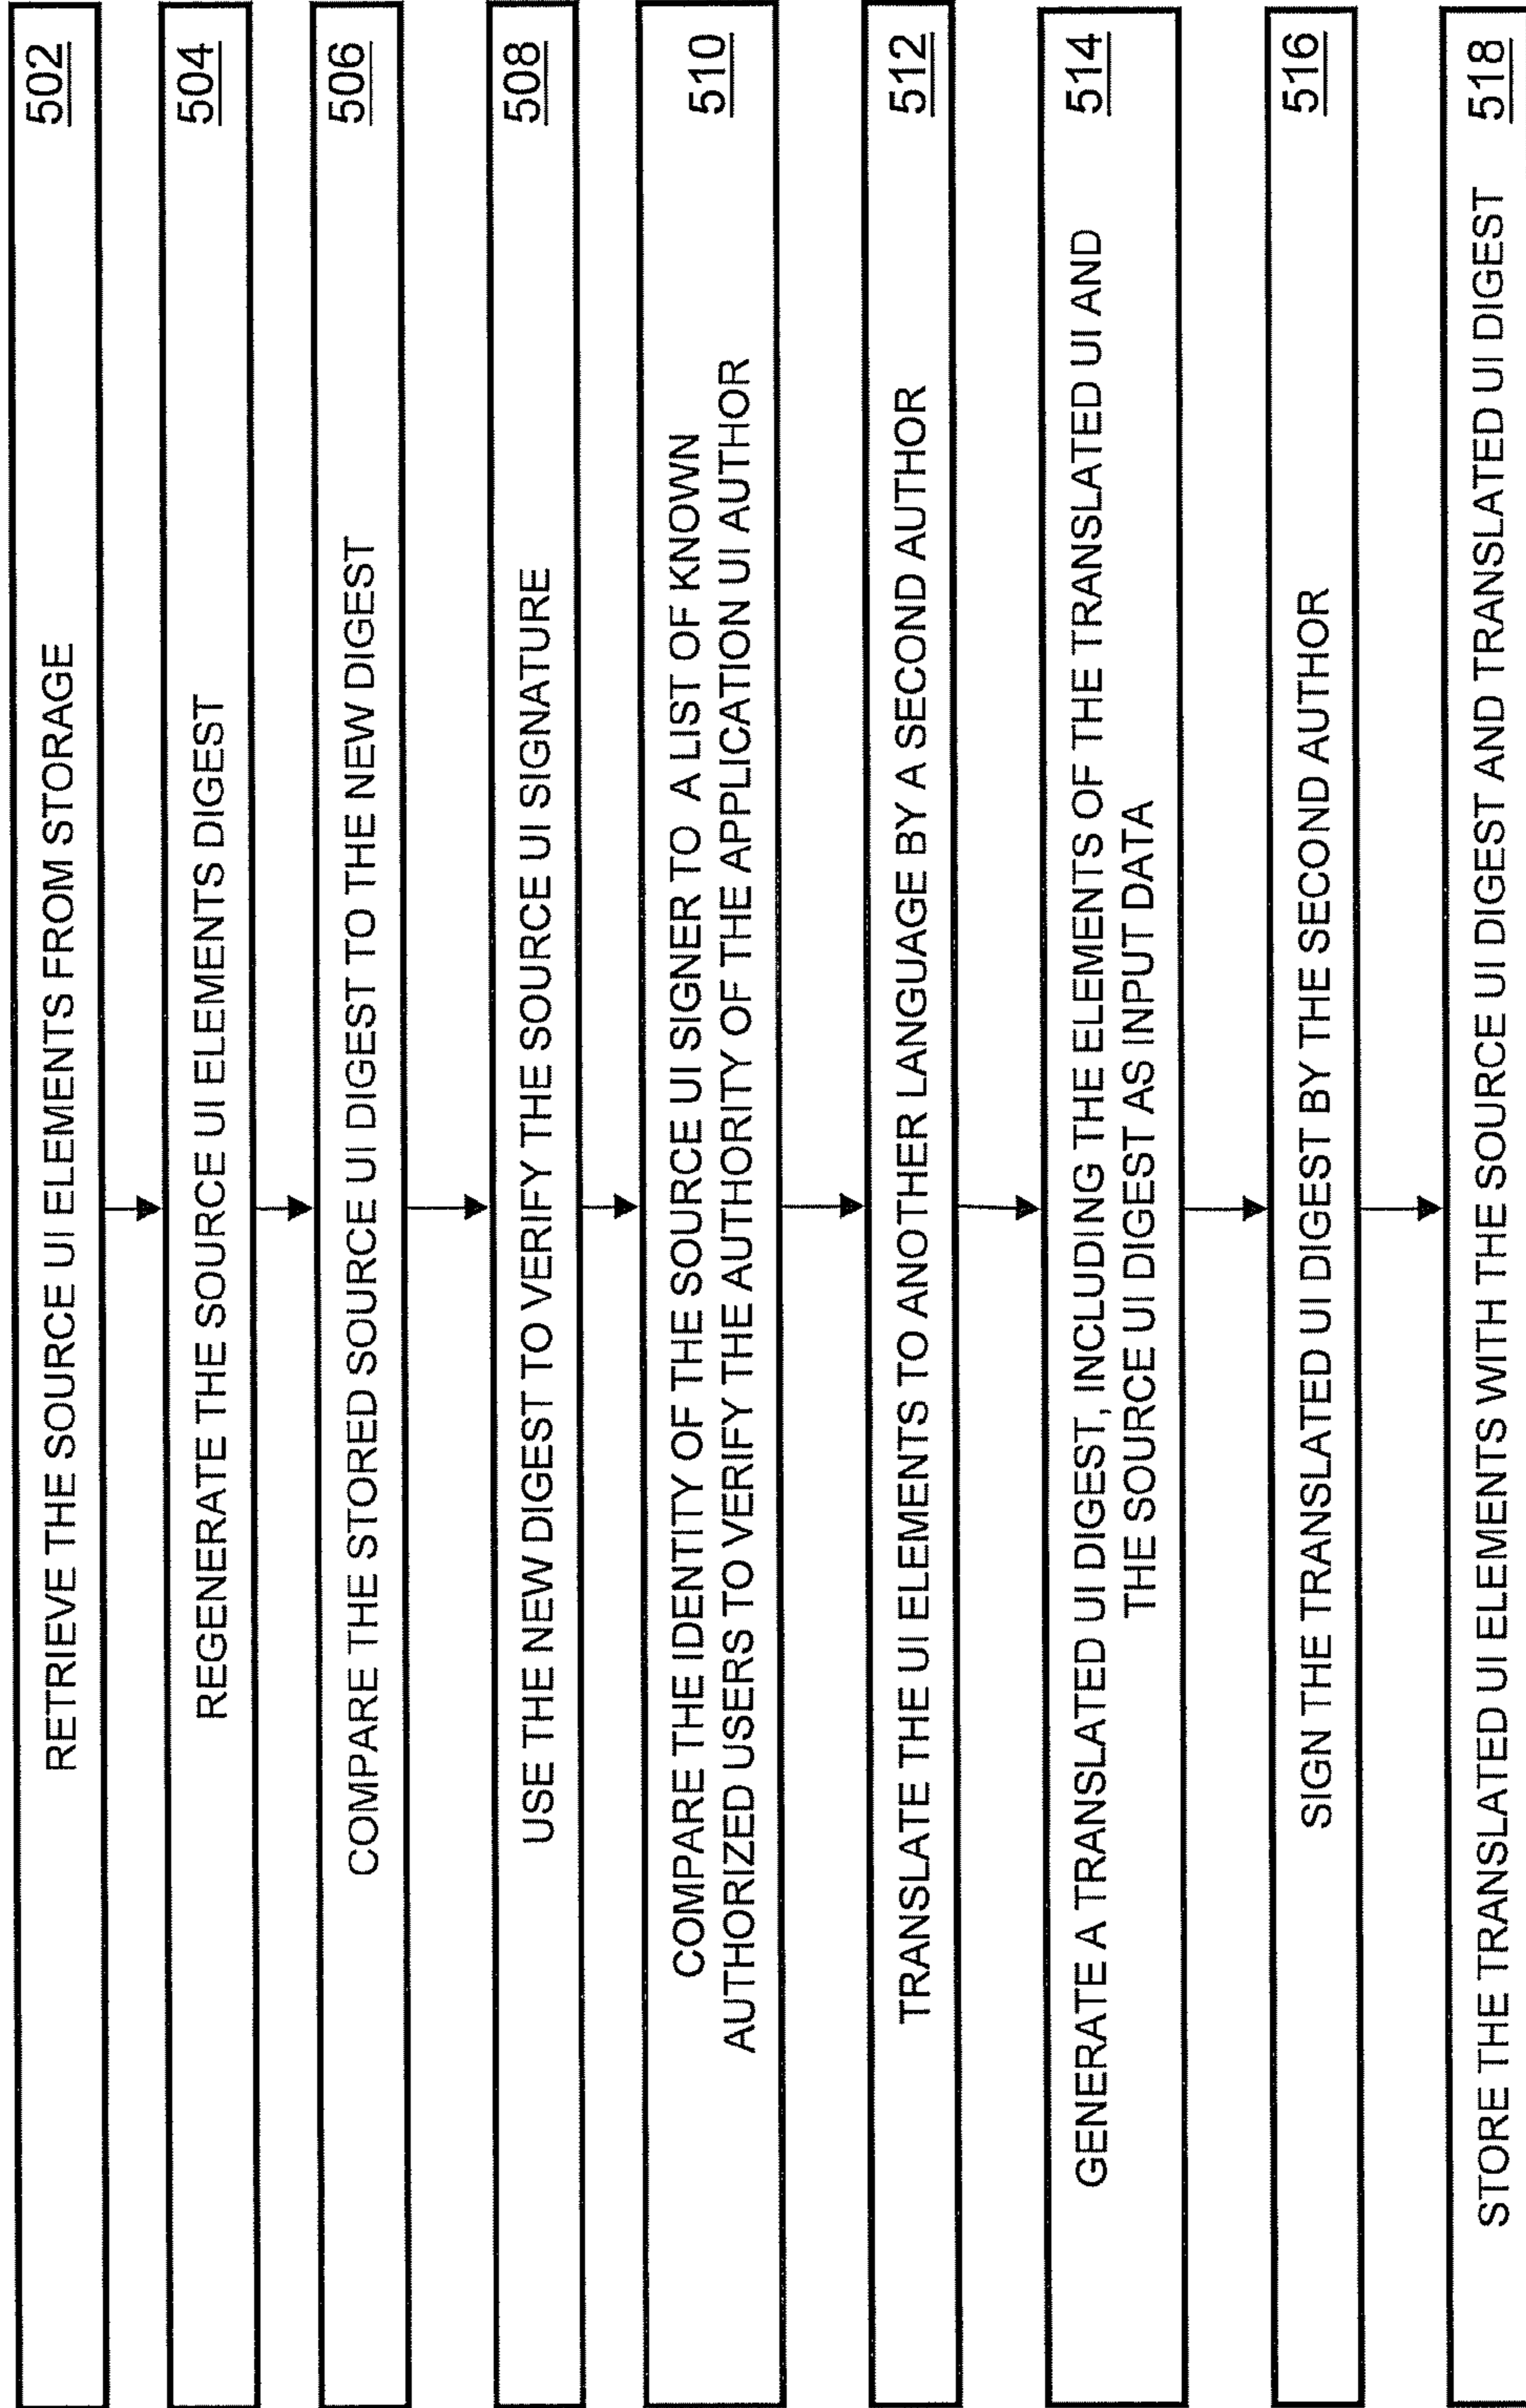 RETRIEVE THE SOURCE UI ELEMENTS FROM STORAGE 502
REGENERATE THE SOURCE UI ELEMENTS DIGEST 504
COMPARE THE STORED SOURCE UI DIGEST TO THE NEW DIGEST 506
USE THE NEW DIGEST TO VERIFY THE SOURCE UI SIGNATURE 508
COMPARE THE IDENTITY OF THE SOURCE UI SIGNER TO A LIST OF KNOWN 510
AUTHORIZED USERS TO VERIFY THE AUTHORITY OF THE APPLICATION UI AUTHOR
TRANSLATE THE UI ELEMENTS TO ANOTHER LANGUAGE BY A SECOND AUTHOR 512
GENERATE A TRANSLATED UI DIGEST, INCLUDING THE ELEMENTS OF THE TRANSLATED UI AND 514
THE SOURCE UI DIGEST AS INPUT DATA
SIGN THE TRANSLATED UI DIGEST BY THE SECOND AUTHOR 516
STORE THE TRANSLATED UI ELEMENTS WITH THE SOURCE UI DIGEST AND TRANSLATED UI DIGEST 518